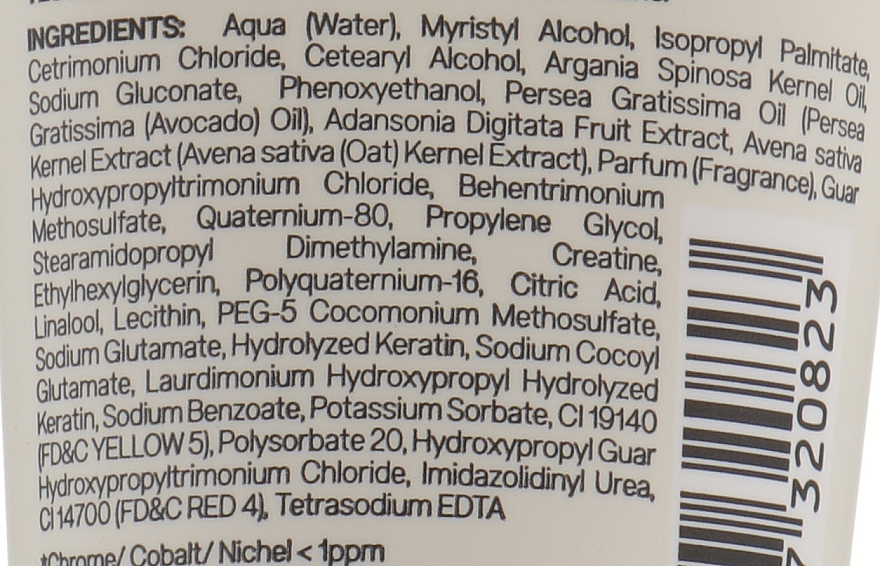 INGREDIENTS: Aqua (Water), Myristyl Alcohol, Isopropyl Palmitate,
Cetrimonium Chloride, Cetearyl Alcohol, Argania Spinosa Kernel Oil,
Sodium Gluconate, Phenoxyethanol, Persea Gratissima Oil (Persea
Gratissima (Avocado) Oil), Adansonia Digitata Fruit Extract, Avena sativa
Kernel Extract (Avena sativa (Oat) Kernel Extract), Parfum (Fragrance), Guar
Hydroxypropyltrimonium Chloride, Behentrimonium
Methosulfate, Quaternium-80, Propylene Glycol,
Stearamidopropyl Dimethylamine, Creatine,
Ethylhexylglycerin, Polyquaternium-16, Citric Acid,
Linalool, Lecithin, PEG-5 Cocomonium Methosulfate,
Sodium Glutamate, Hydrolyzed Keratin, Sodium Cocoyl
Glutamate, Laurdimonium Hydroxypropyl Hydrolyzed
Keratin, Sodium Benzoate, Potassium Sorbate, CI 19140
(FD&C YELLOW 5), Polysorbate 20, Hydroxypropyl Guar
Hydroxypropyltrimonium Chloride, Imidazolidinyl Urea,
CI 14700 (FD&C RED 4), Tetrasodium EDTA
*Chrome/ Cobalt/ Nichel < 1ppm
7 320823